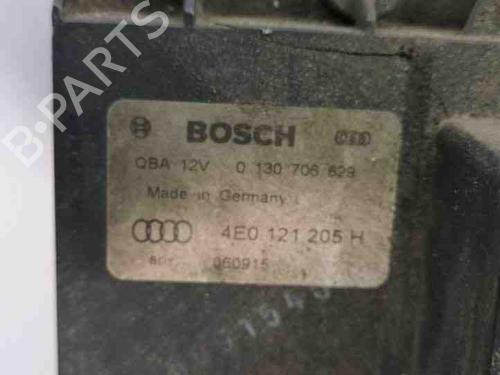 B-PARTS
BOSCH
QBA 12V 0 130 706 829
Made in Germany
4E0 121 205 H
060915